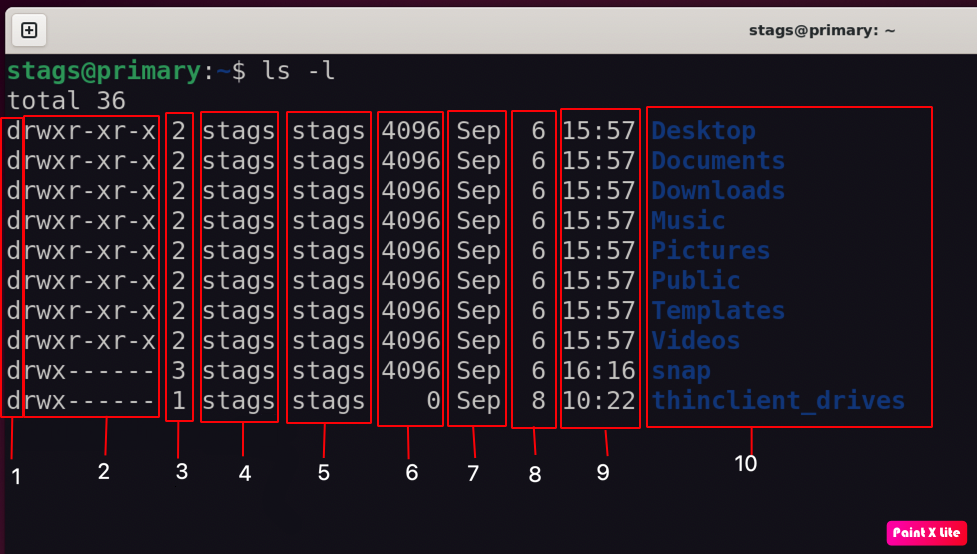 stags@primary: ~
stags@primary:~$ ls -l
total 36
drwxr-xr-x 2 stags stags 4096 Sep 6 15:57 Desktop
drwxr-xr-x 2 stags stags 4096 Sep 6 15:57 Documents
drwxr-xr-x 2 stags stags 4096 Sep 6 15:57 Downloads
drwxr-xr-x 2 stags stags 4096 Sep 6 15:57 Music
drwxr-xr-x 2 stags stags 4096 Sep 6 15:57 Pictures
drwxr-xr-x 2 stags stags 4096 Sep 6 15:57 Public
drwxr-xr-x 2 stags stags 4096 Sep 6 15:57 Templates
drwxr-xr-x 2 stags stags 4096 Sep 6 15:57 Videos
drwx------ 3 stags stags 4096 Sep 6 16:16 snap
drwx------ 1 stags stags 0 Sep 8 10:22 thinclient_drives
1 2 3 4 5 6 7 8 9 10
Paint X Lite